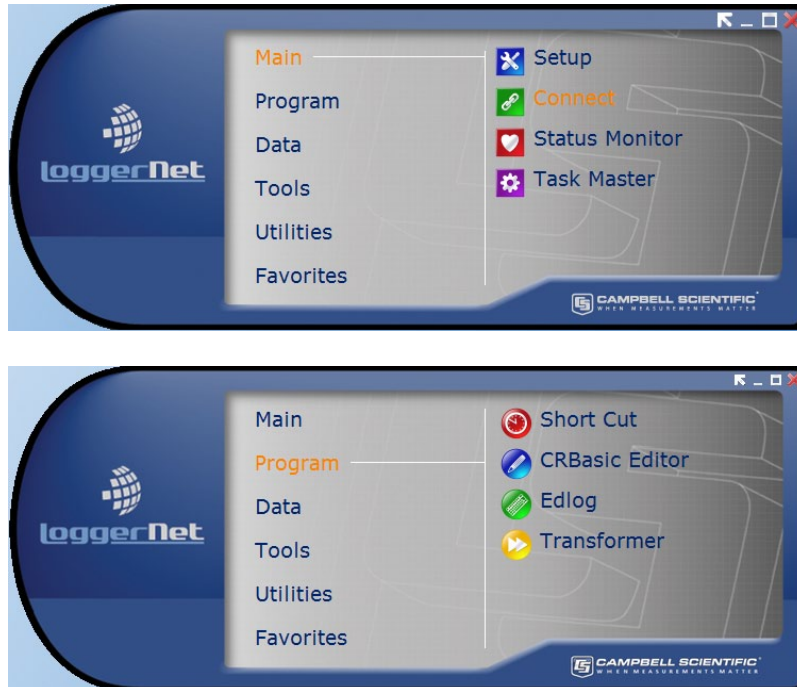 Main
Setup
Program
Connect
Data
Status Monitor
Tools
Task Master
Utilities
Favorites
LoggerNet
CAMPBELL SCIENTIFIC
WHEN MEASUREMENTS MATTER
Main
Short Cut
Program
CRBasic Editor
Data
Edlog
Tools
Transformer
Utilities
Favorites
LoggerNet
CAMPBELL SCIENTIFIC
WHEN MEASUREMENTS MATTER